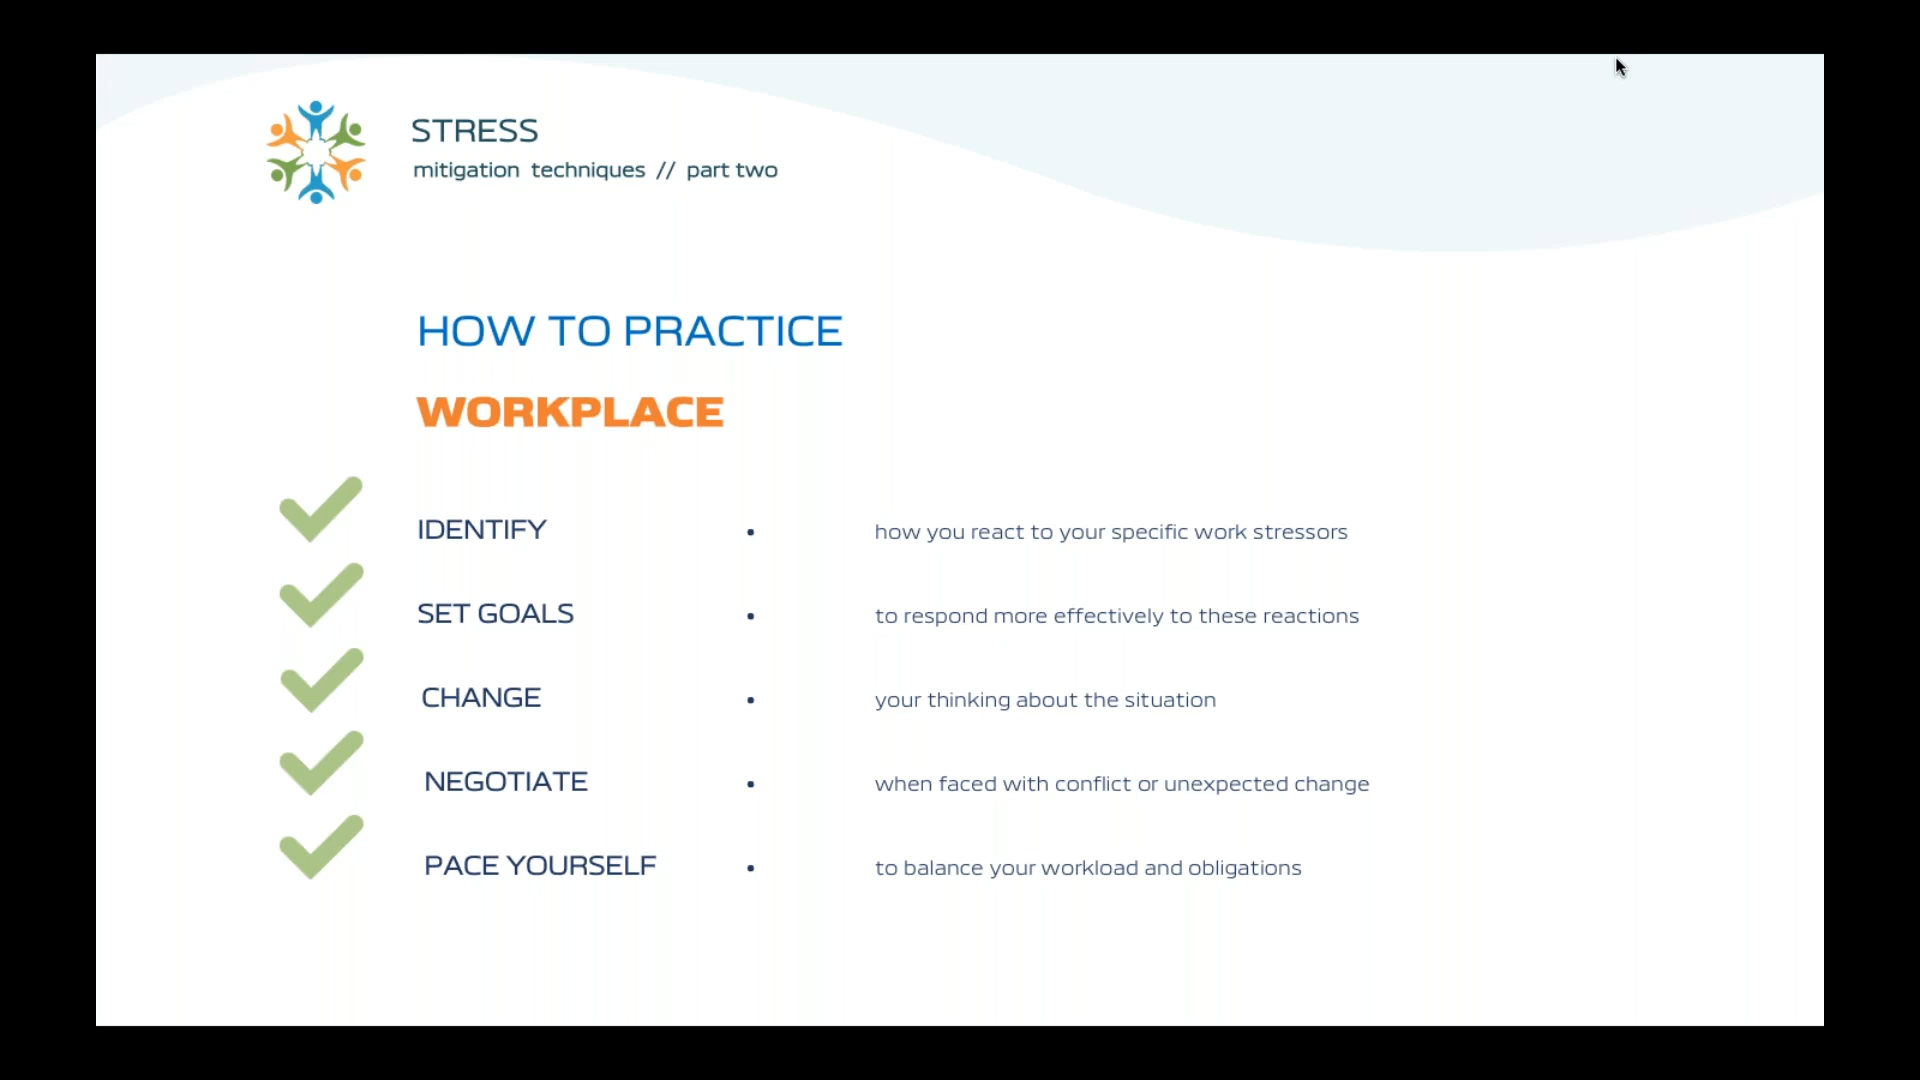 STRESS
mitigation techniques // part two
HOW TO PRACTICE
WORKPLACE
IDENTIFY • how you react to your specific work stressors
SET GOALS • to respond more effectively to these reactions
CHANGE • your thinking about the situation
NEGOTIATE • when faced with conflict or unexpected change
PACE YOURSELF • to balance your workload and obligations